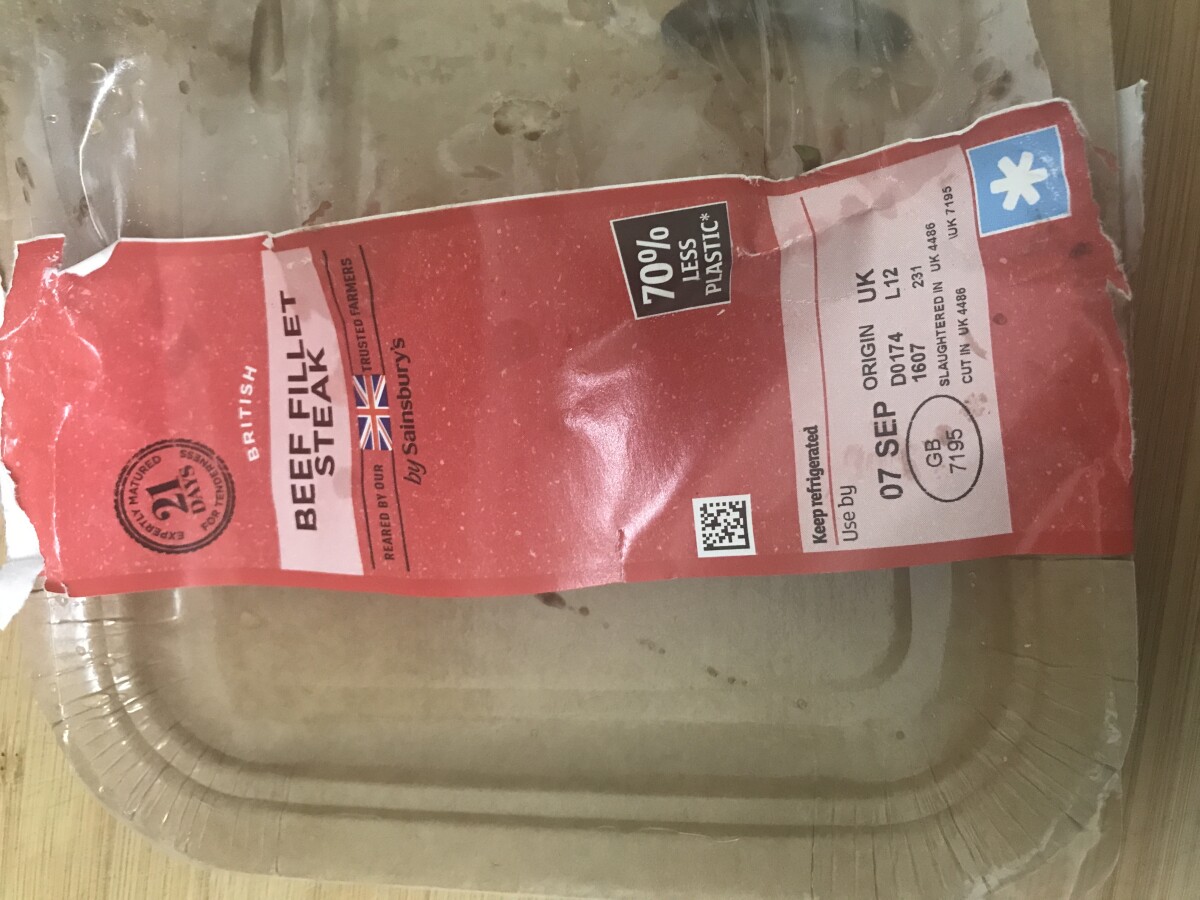 EXPERTLY MATURED
21
DAYS
FOR TENDERNESS
BRITISH
BEEF FILLET
STEAK
REARED BY OUR TRUSTED FARMERS
by Sainsbury's
70%
LESS
PLASTIC*
Keep refrigerated
Use by
07 SEP ORIGIN UK
D0174 L12
1607 231
SLAUGHTERED IN UK 4486
CUT IN UK 4486 UK 7195
GB
7195